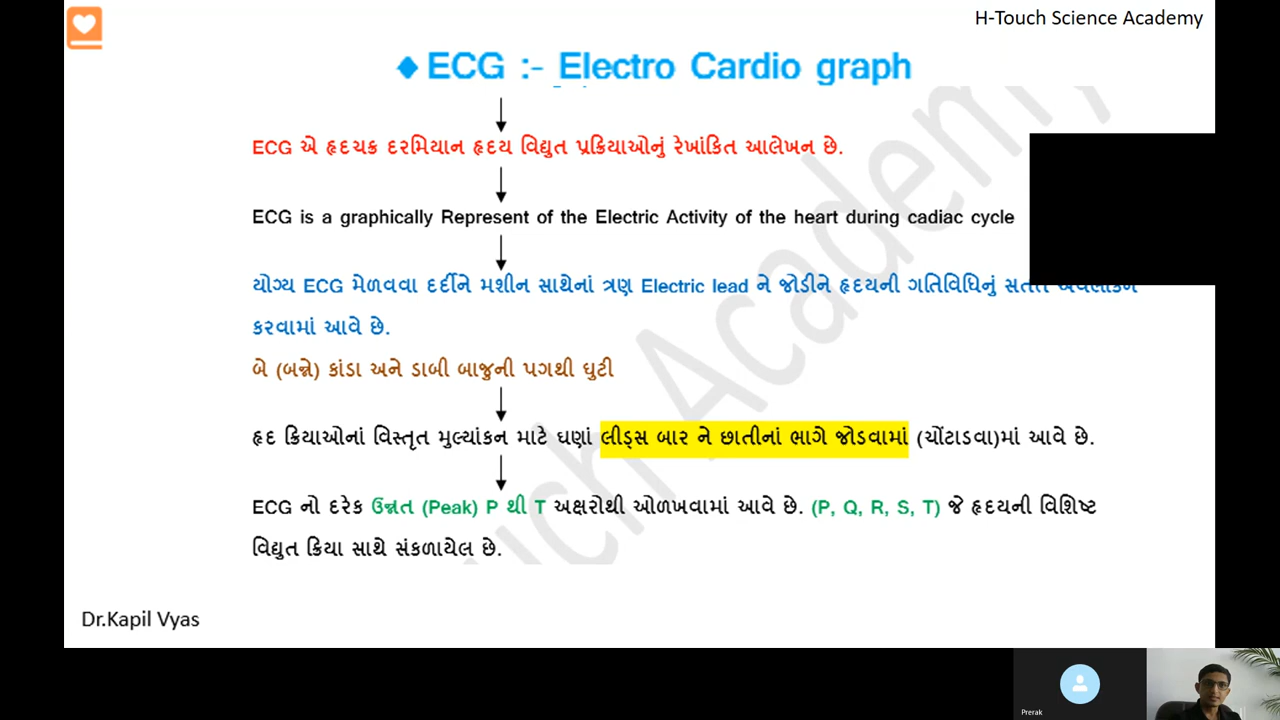 H-Touch Science Academy
◆ ECG :- Electro Cardio graph
ECG એ હૃદચક્ર દરમિયાન હૃદય વિદ્યુત પ્રક્રિયાઓનું રેખાંકિત આલેખન છે.
ECG is a graphically Represent of the Electric Activity of the heart during cadiac cycle
યોગ્ય ECG મેળવવા દર્દીને મશીન સાથેનાં ત્રણ Electric lead ને જોડીને હૃદયની ગતિવિધિનું
કરવામાં આવે છે.
બે (બન્ને) કાંડા અને ડાબી બાજુની પગથી ઘુટી
હૃદ ક્રિયાઓનાં વિસ્તૃત મુલ્યાંકન માટે ઘણાં લીડ્સ બાર ને છાતીનાં ભાગે જોડવામાં (ચોંટાડવા)માં આવે છે.
ECG નો દરેક ઉન્નત (Peak) P થી T અક્ષરોથી ઓળખવામાં આવે છે. (P, Q, R, S, T) જે હૃદયની વિશિષ્ટ
વિદ્યુત ક્રિયા સાથે સંકળાયેલ છે.
Dr.Kapil Vyas
Prerak